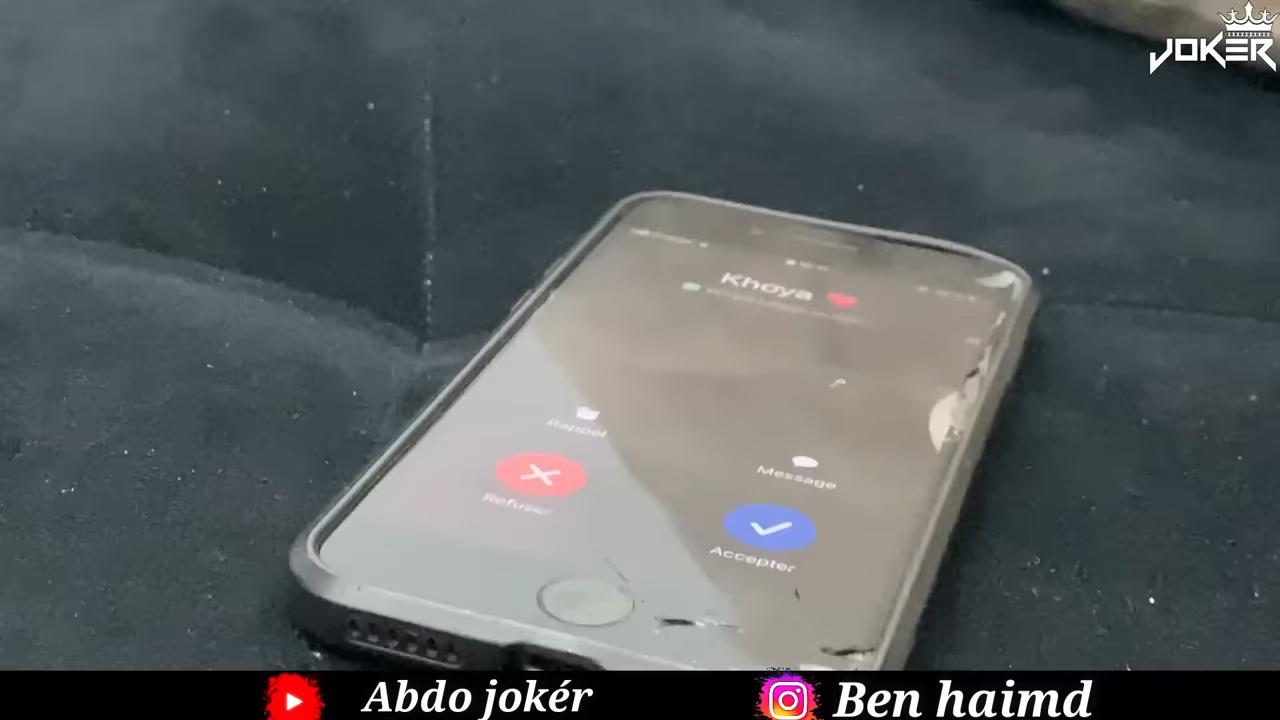 JOKER
Khoya
Rappel
Message
Refuser
Accepter
Abdo jokér
Ben haimd